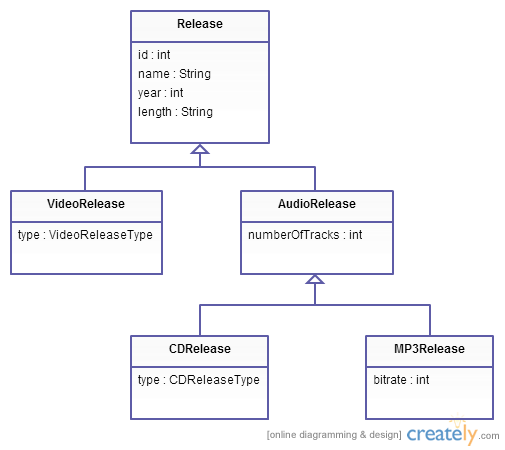 Release
id : int
name : String
year : int
length : String
VideoRelease
type : VideoReleaseType
AudioRelease
numberOfTracks : int
CDRelease
type : CDReleaseType
MP3Release
bitrate : int
[online diagramming & design] creately.com